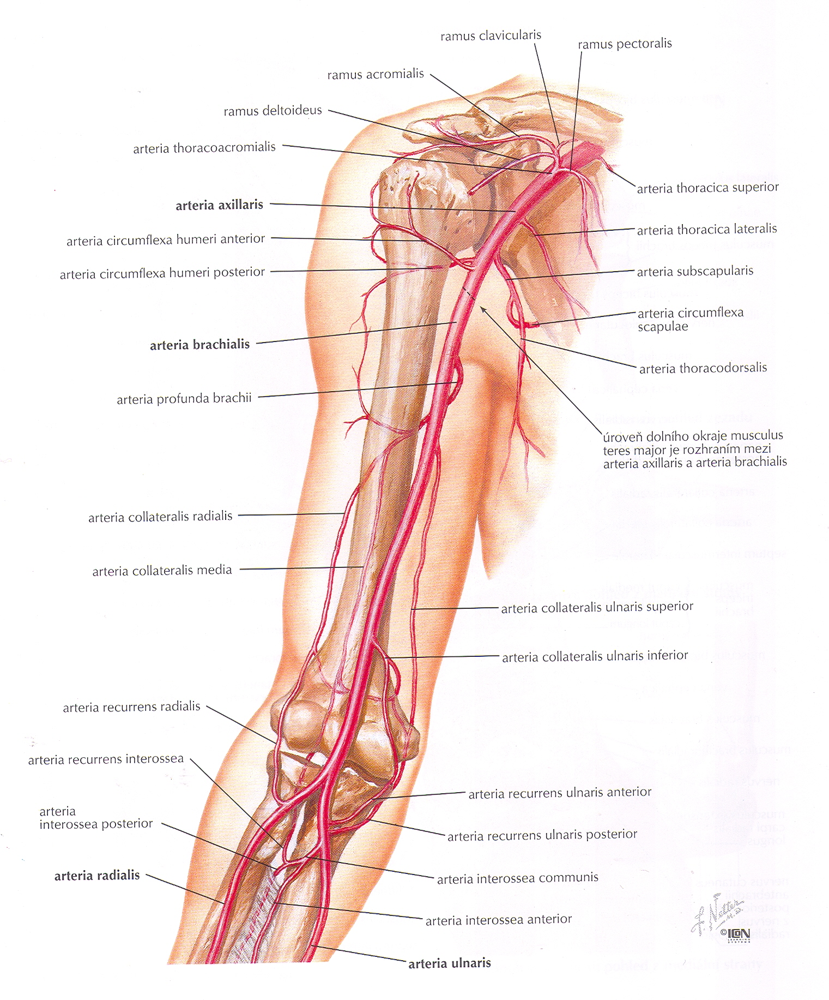 ramus clavicularis
ramus pectoralis
ramus acromialis
ramus deltoideus
arteria thoracoacromialis
arteria thoracica superior
arteria axillaris
arteria thoracica lateralis
arteria circumflexa humeri anterior
arteria circumflexa humeri posterior
arteria subscapularis
arteria circumflexa
scapulae
arteria brachialis
arteria thoracodorsalis
arteria profunda brachii
úroveň dolního okraje musculus
teres major je rozhraním mezi
arteria axillaris a arteria brachialis
arteria collateralis radialis
arteria collateralis media
arteria collateralis ulnaris superior
arteria collateralis ulnaris inferior
arteria recurrens radialis
arteria recurrens interossea
arteria recurrens ulnaris anterior
arteria
interossea posterior
arteria recurrens ulnaris posterior
arteria radialis
arteria interossea communis
arteria interossea anterior
arteria ulnaris
F. Netter
M.D.
©ICON
LEARNING
SYSTEMS